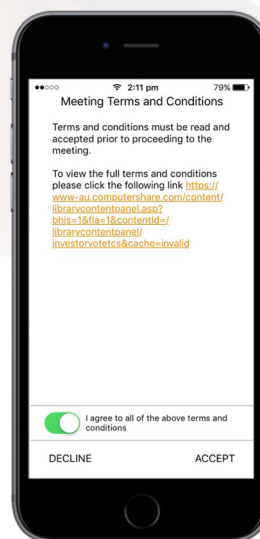 ●●○○○ 2:11 pm 79%
Meeting Terms and Conditions
Terms and conditions must be read and
accepted prior to proceeding to the
meeting.
To view the full terms and conditions
please click the following link https://
www-au.computershare.com/content/
librarycontentpanel.asp?
bhjs=1&fla=1&contentId=/
librarycontentpanel/
investorvotetcs&cache=invalid
I agree to all of the above terms and
conditions
DECLINE ACCEPT